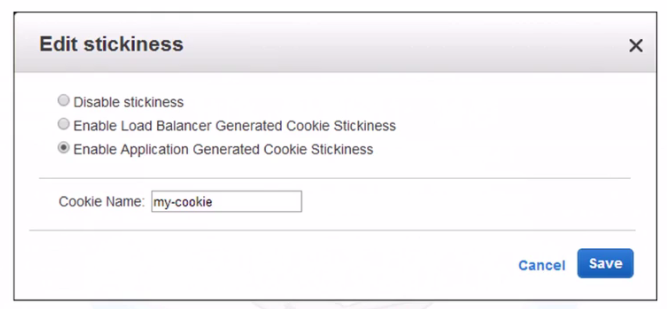 Edit stickiness
Disable stickiness
Enable Load Balancer Generated Cookie Stickiness
Enable Application Generated Cookie Stickiness
Cookie Name: my-cookie
Cancel Save